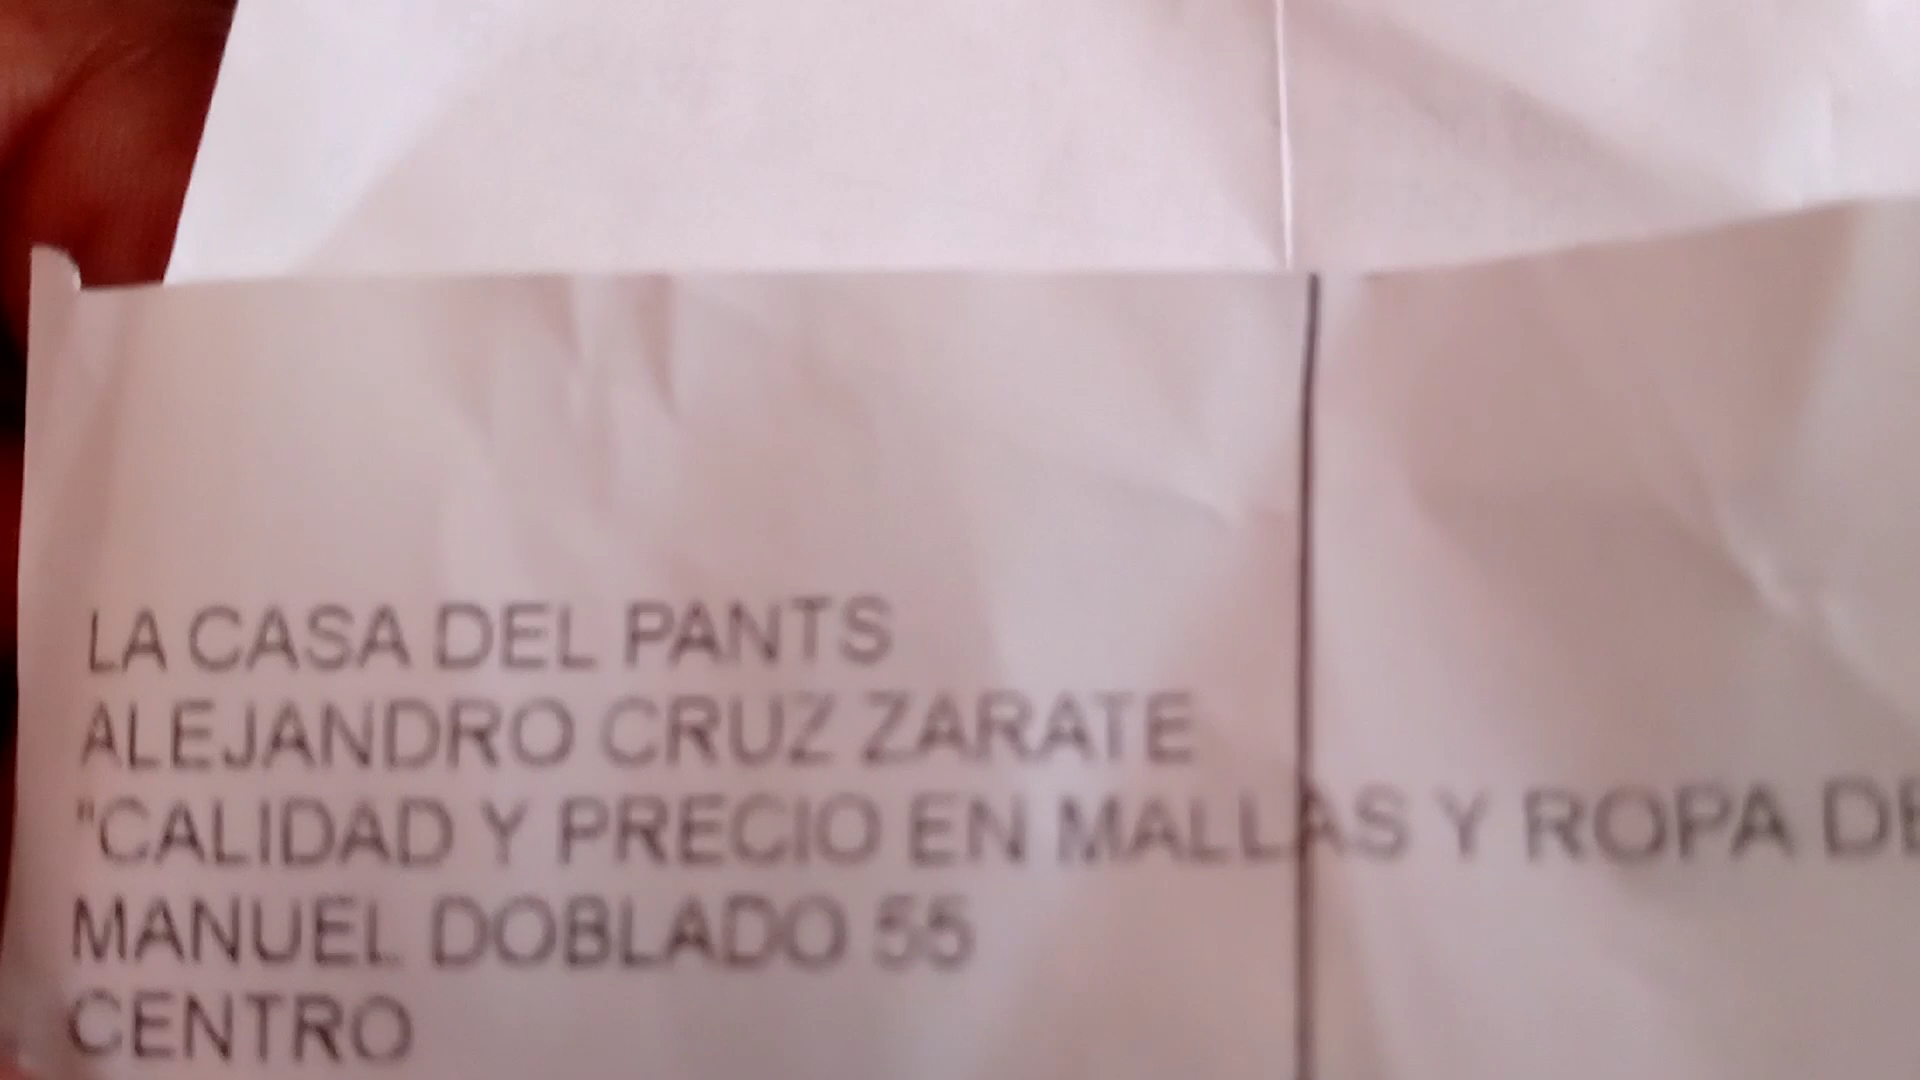 LA CASA DEL PANTS
ALEJANDRO CRUZ ZARATE
"CALIDAD Y PRECIO EN MALLAS Y ROPA DE
MANUEL DOBLADO 55
CENTRO